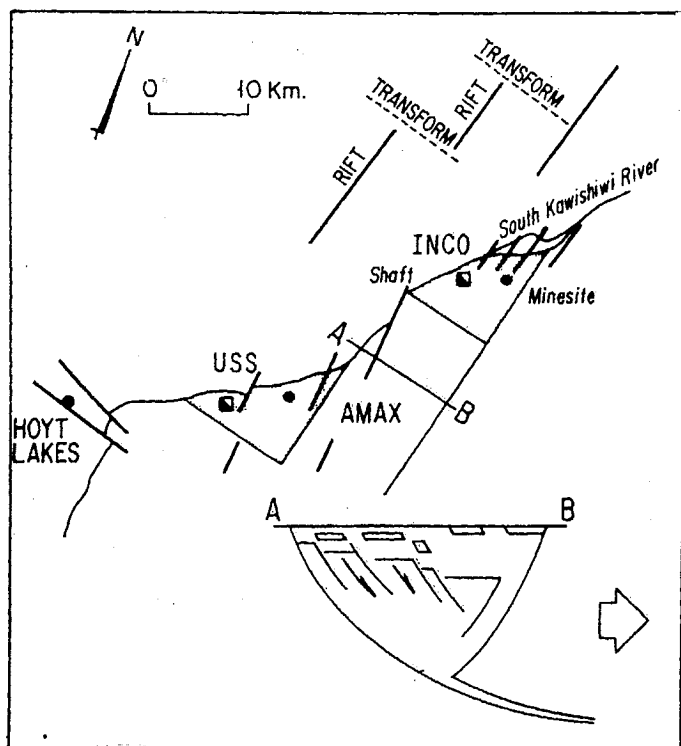 N
0 10 Km.
TRANSFORM
RIFT
TRANSFORM
RIFT
South Kawishiwi River
INCO
Shaft
Minesite
A
USS
AMAX
B
HOYT
LAKES
A B